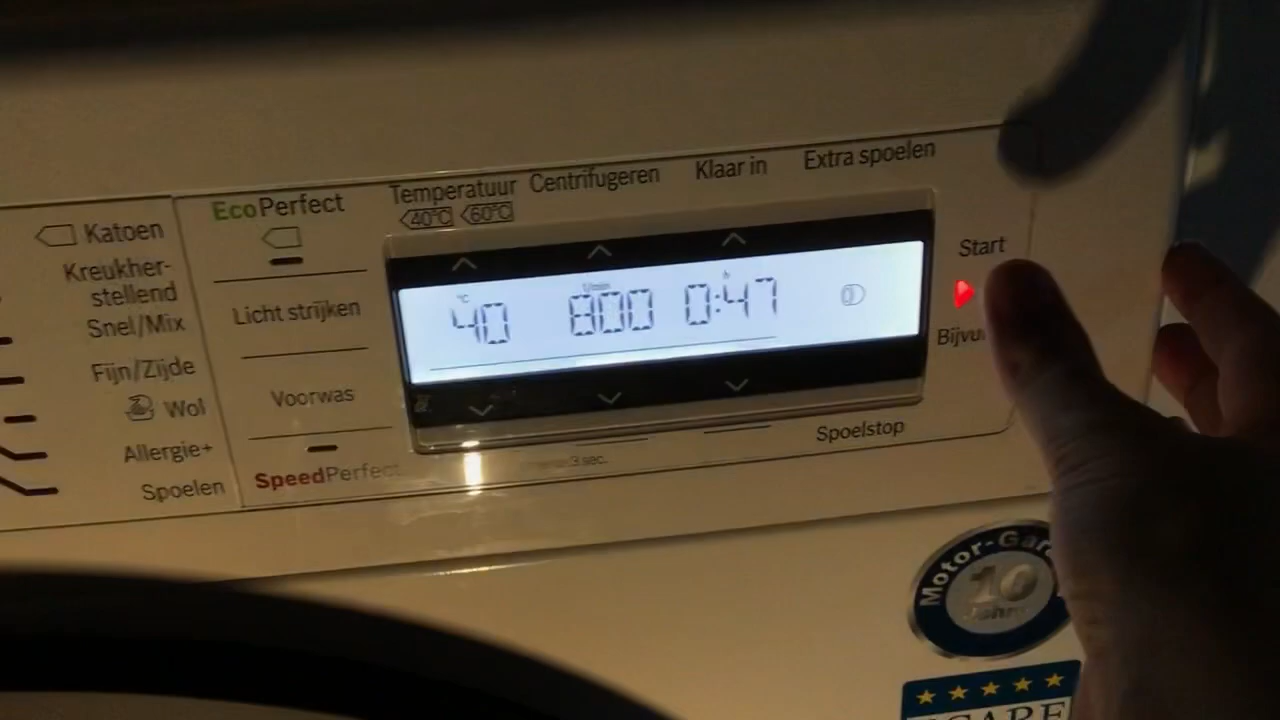 Katoen
Kreukher-
stellend
Snel/Mix
Fijn/Zijde
Wol
Allergie+
Spoelen
EcoPerfect
Licht strijken
Voorwas
SpeedPerfect
Temperatuur
40°C 60°C
Centrifugeren
Klaar in
Extra spoelen
°C
40
t/min
800
h
0:47
3 sec.
Spoelstop
Start
Bijvu
Motor-Gar
10